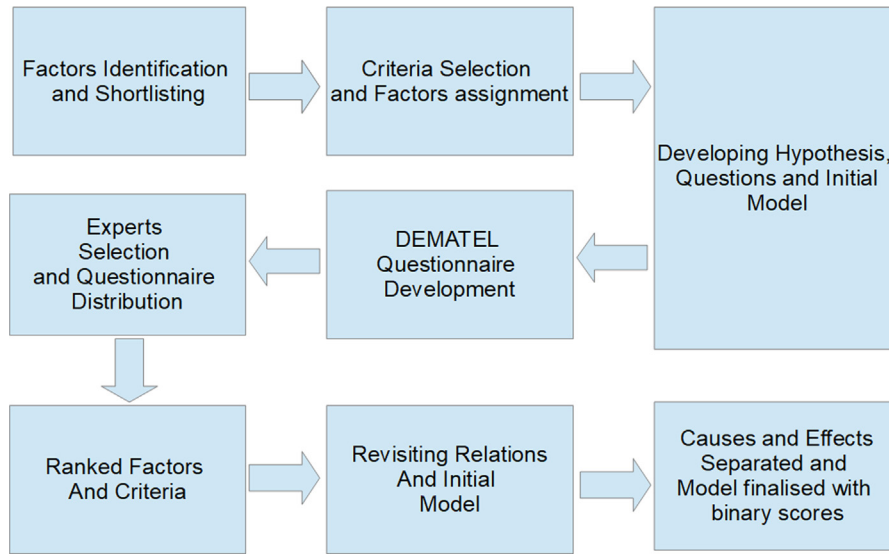 Factors Identification
and Shortlisting
Criteria Selection
and Factors assignment
Developing Hypothesis,
Questions and Initial
Model
DEMATEL
Questionnaire
Development
Experts
Selection
and Questionnaire
Distribution
Ranked Factors
And Criteria
Revisiting Relations
And Initial
Model
Causes and Effects
Separated and
Model finalised with
binary scores